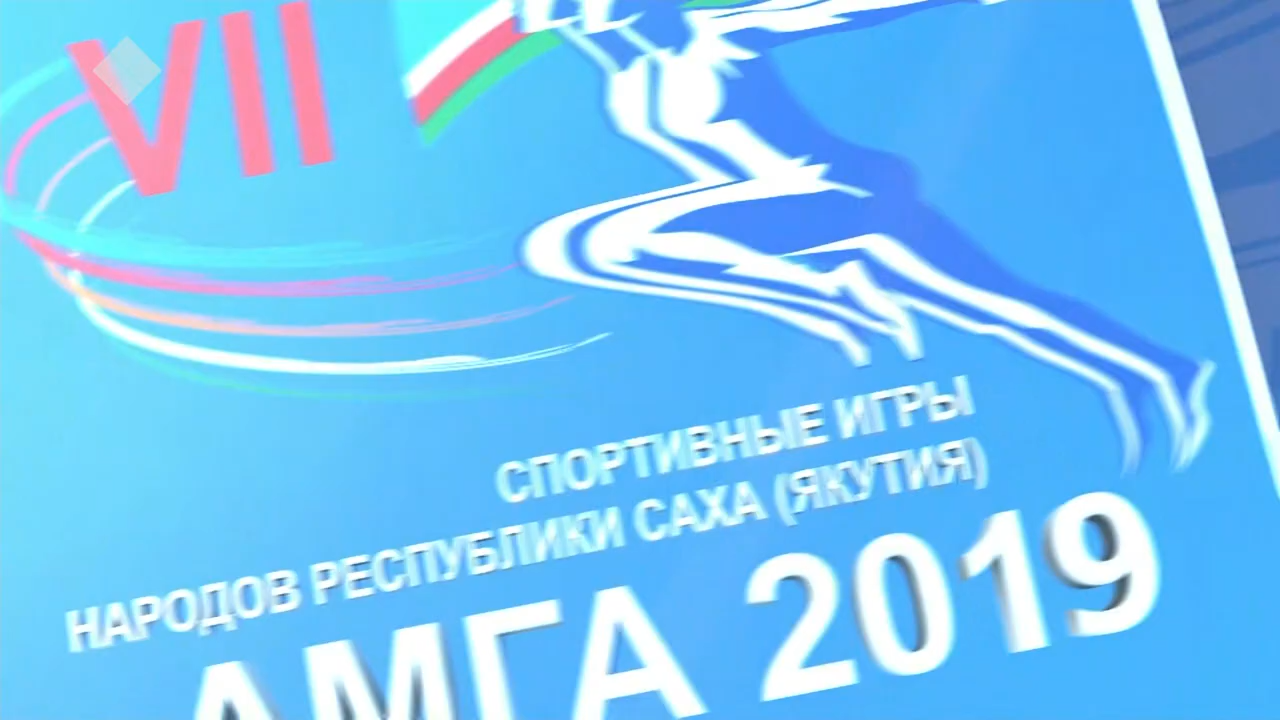 VII
СПОРТИВНЫЕ ИГРЫ
НАРОДОВ РЕСПУБЛИКИ САХА (ЯКУТИЯ)
АМГА 2019